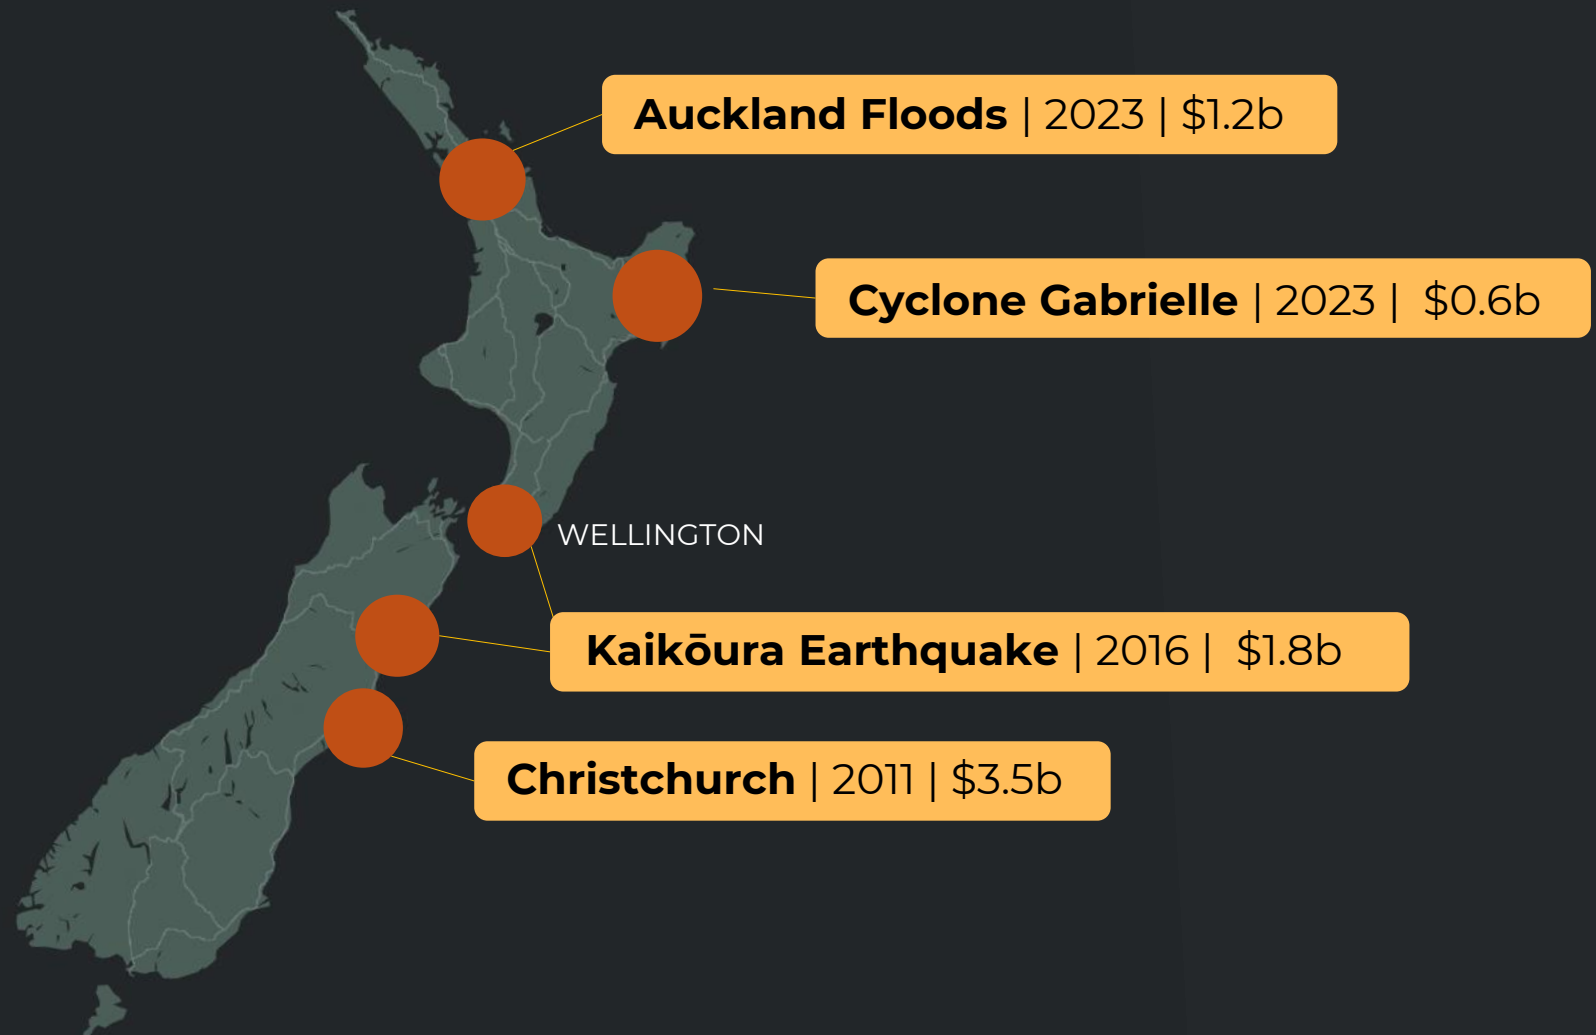 Auckland Floods | 2023 | $1.2b
Cyclone Gabrielle | 2023 | $0.6b
WELLINGTON
Kaikōura Earthquake | 2016 | $1.8b
Christchurch | 2011 | $3.5b